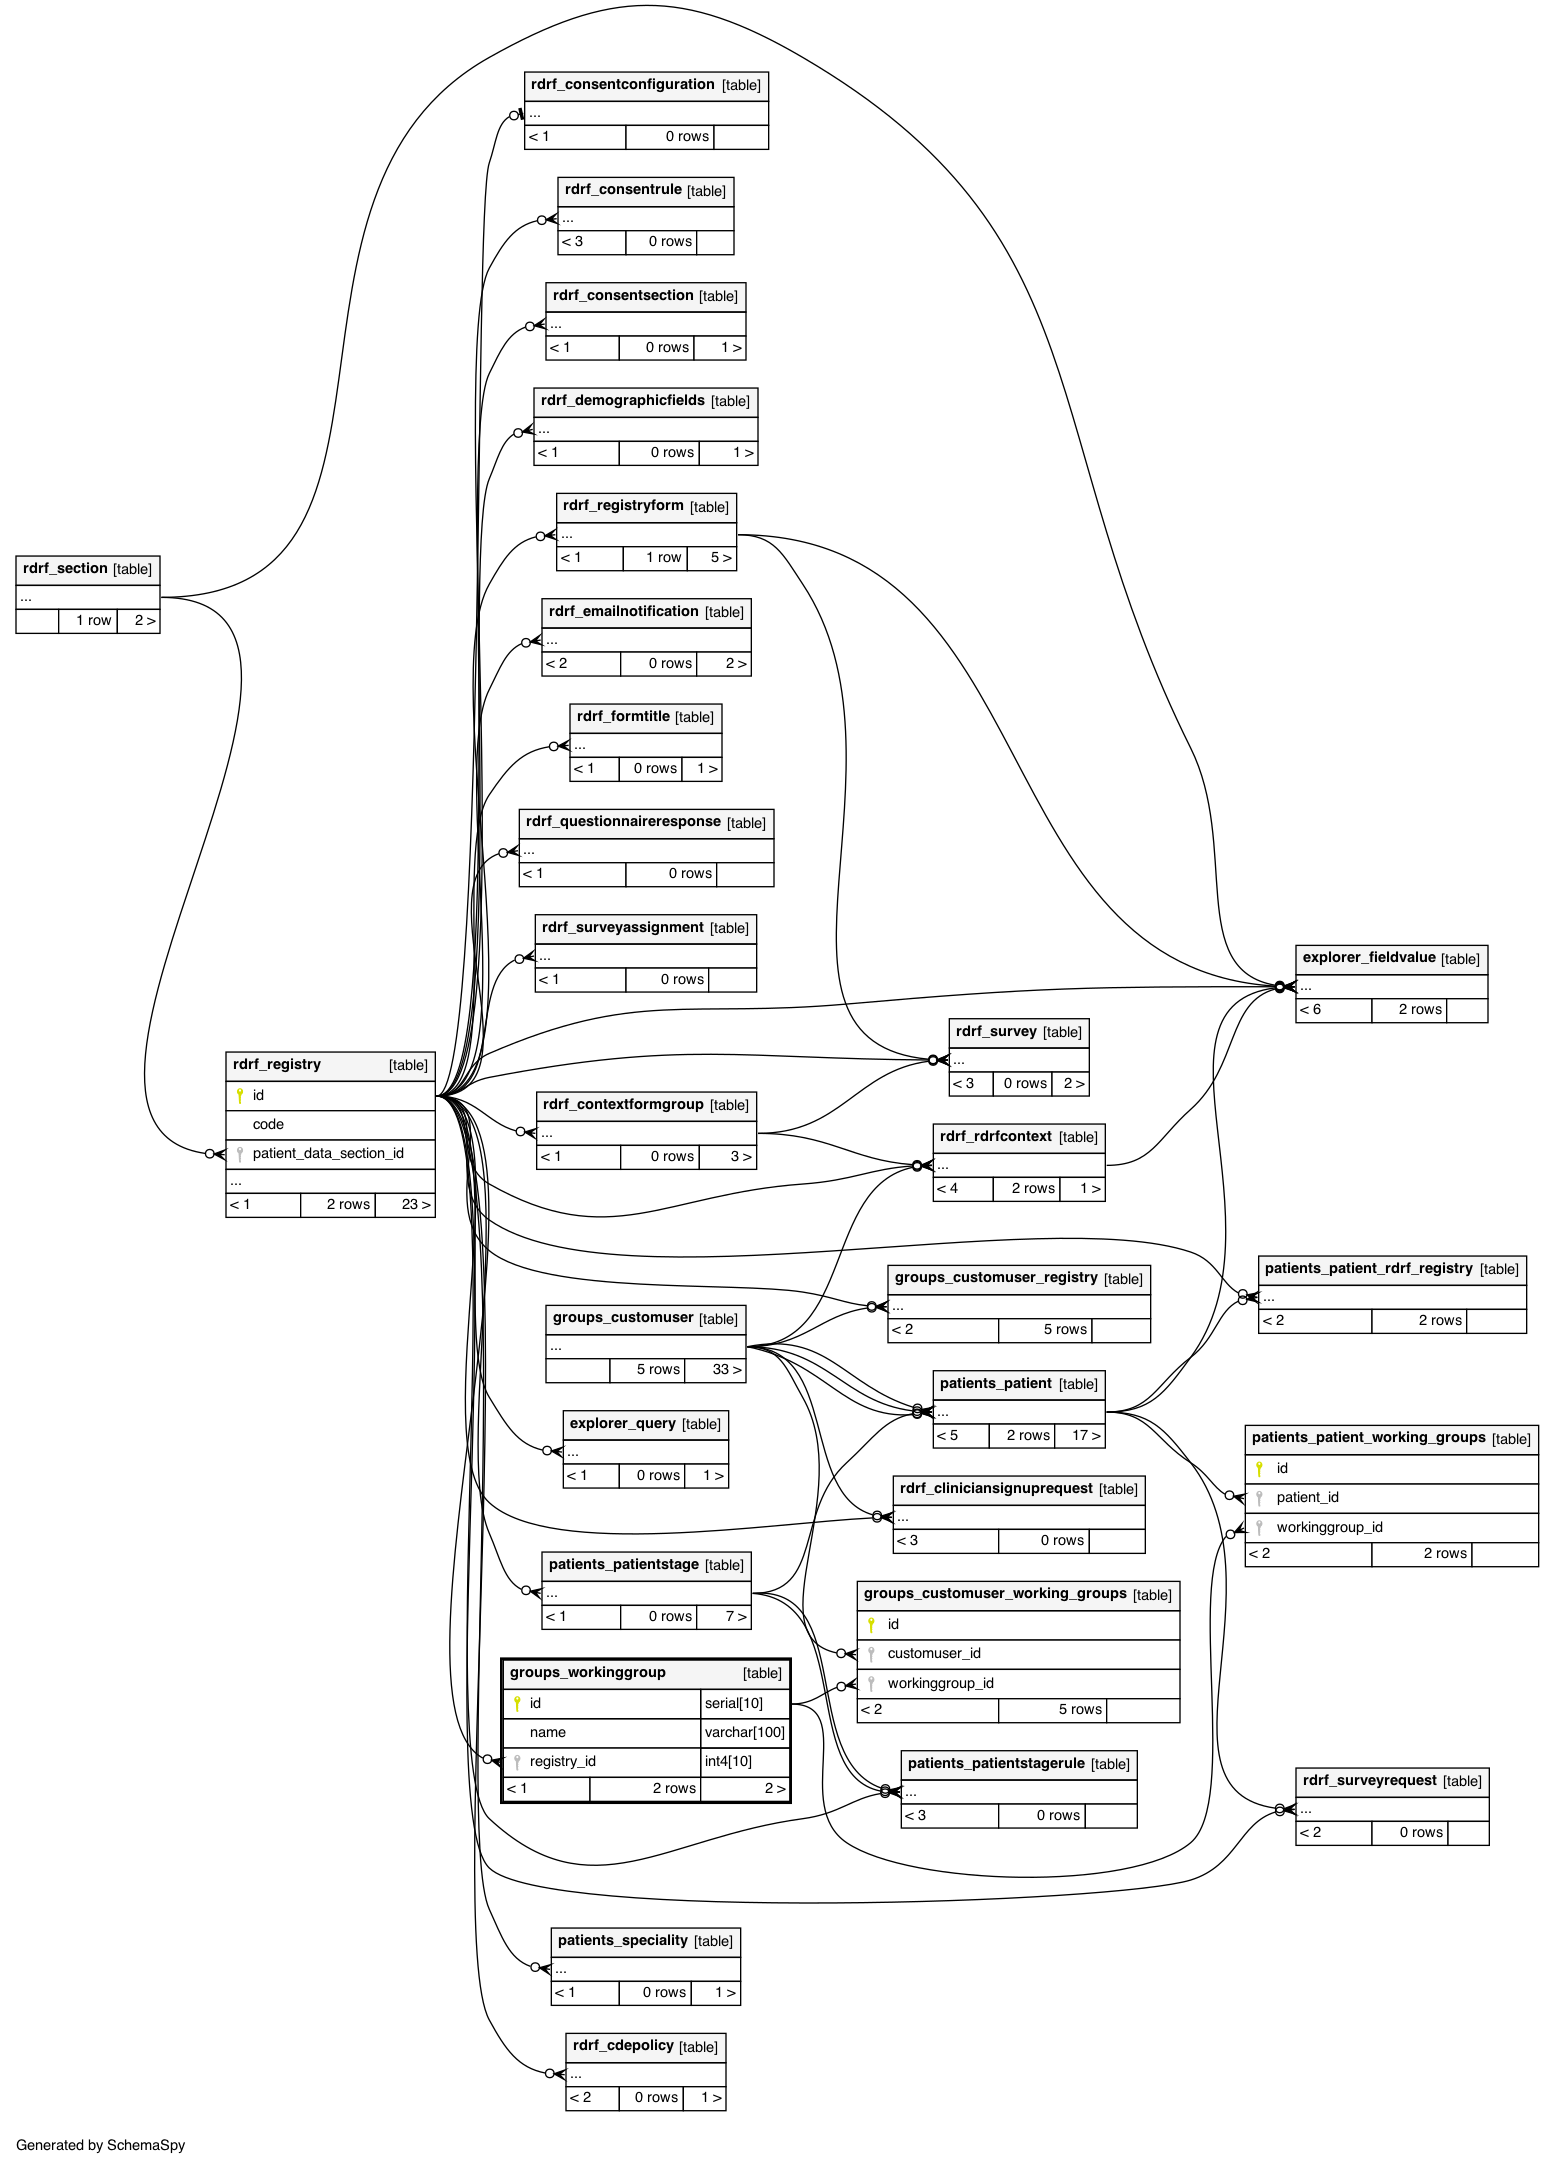 rdrf_consentconfiguration [table]
...
< 1 0 rows
rdrf_consentrule [table]
...
< 3 0 rows
rdrf_consentsection [table]
...
< 1 0 rows 1 >
rdrf_demographicfields [table]
...
< 1 0 rows 1 >
rdrf_registryform [table]
...
< 1 1 row 5 >
rdrf_section [table]
...
1 row 2 >
rdrf_emailnotification [table]
...
< 2 0 rows 2 >
rdrf_formtitle [table]
...
< 1 0 rows 1 >
rdrf_questionnaireresponse [table]
...
< 1 0 rows
rdrf_surveyassignment [table]
...
< 1 0 rows
explorer_fieldvalue [table]
...
< 6 2 rows
rdrf_survey [table]
...
< 3 0 rows 2 >
rdrf_registry [table]
id
code
patient_data_section_id
...
< 1 2 rows 23 >
rdrf_contextformgroup [table]
...
< 1 0 rows 3 >
rdrf_rdrfcontext [table]
...
< 4 2 rows 1 >
groups_customuser_registry [table]
...
< 2 5 rows
patients_patient_rdrf_registry [table]
...
< 2 2 rows
groups_customuser [table]
...
5 rows 33 >
patients_patient [table]
...
< 5 2 rows 17 >
explorer_query [table]
...
< 1 0 rows 1 >
patients_patient_working_groups [table]
id
patient_id
workinggroup_id
< 2 2 rows
rdrf_cliniciansignuprequest [table]
...
< 3 0 rows
patients_patientstage [table]
...
< 1 0 rows 7 >
groups_customuser_working_groups [table]
id
customuser_id
workinggroup_id
< 2 5 rows
groups_workinggroup [table]
id serial[10]
name varchar[100]
registry_id int4[10]
< 1 2 rows 2 >
patients_patientstagerule [table]
...
< 3 0 rows
rdrf_surveyrequest [table]
...
< 2 0 rows
patients_speciality [table]
...
< 1 0 rows 1 >
rdrf_cdepolicy [table]
...
< 2 0 rows 1 >
Generated by SchemaSpy